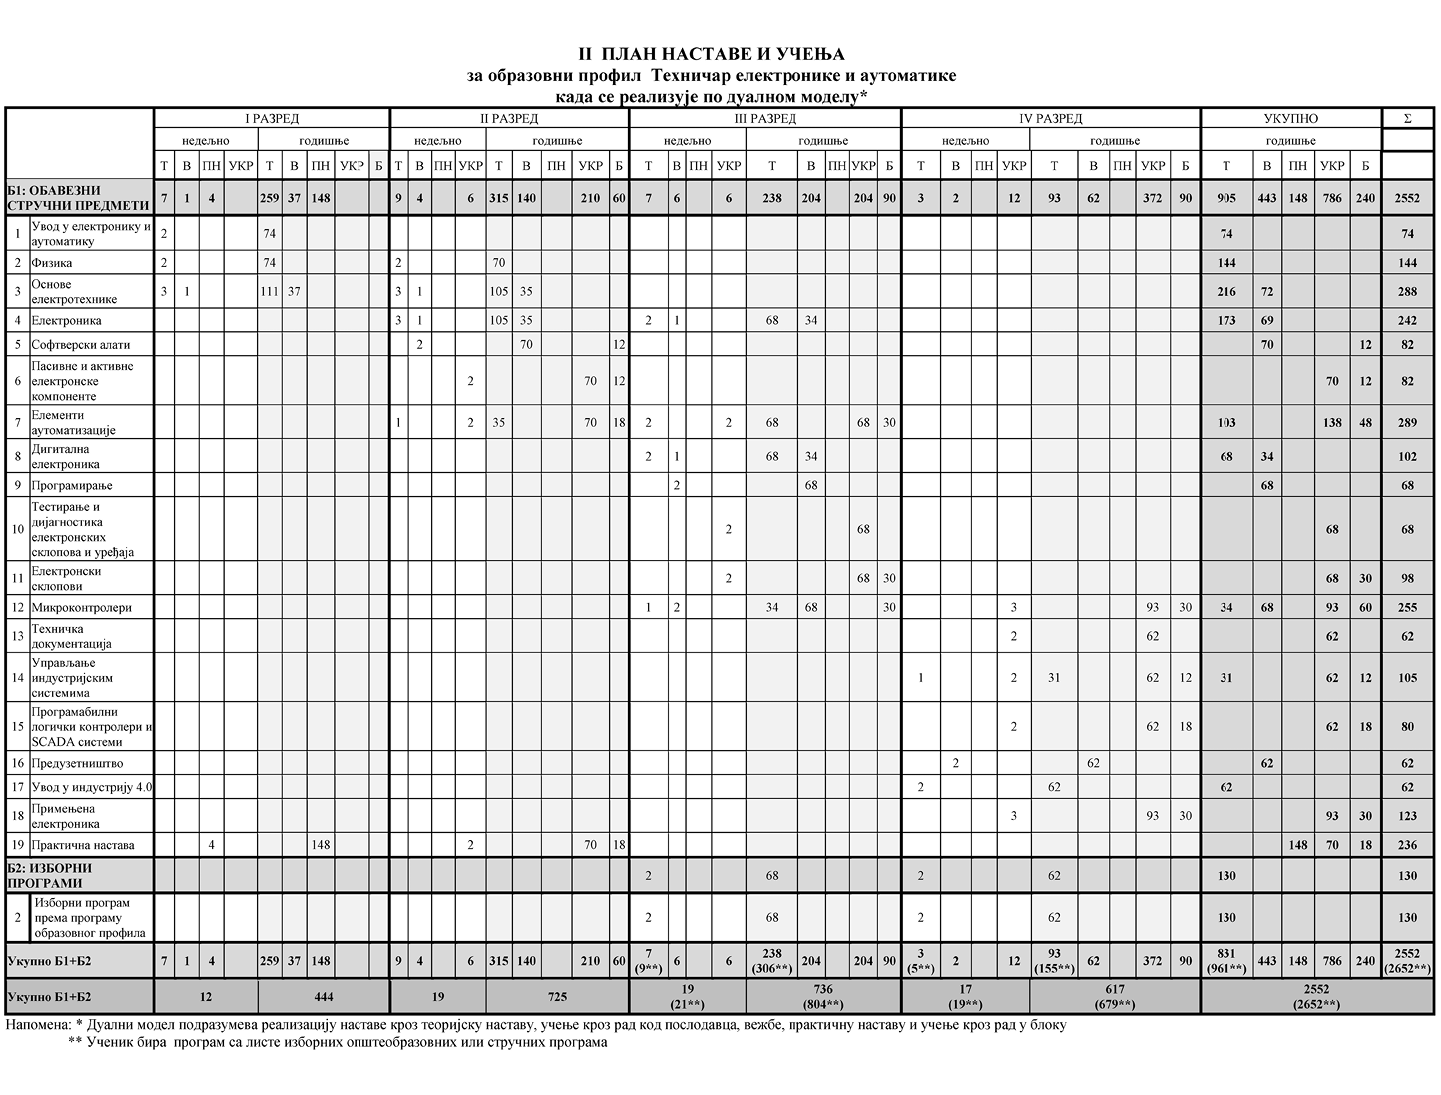 II ПЛАН НАСТАВЕ И УЧЕЊА
за образовни профил Техничар електронике и аутоматике
када се реализује по дуалном моделу*
I РАЗРЕД II РАЗРЕД III РАЗРЕД IV РАЗРЕД УКУПНО Σ
недељно годишње недељно годишње недељно годишње недељно годишње годишње
Т В ПН УКР Т В ПН УКР Б Т В ПН УКР Т В ПН УКР Б Т В ПН УКР Т В ПН УКР Б Т В ПН УКР Т В ПН УКР Б Т В ПН УКР Б
Б1: ОБАВЕЗНИ
СТРУЧНИ ПРЕДМЕТИ 7 1 4 259 37 148 9 4 6 315 140 210 60 7 6 6 238 204 204 90 3 2 12 93 62 372 90 905 443 148 786 240 2552
1 Увод у електронику и
аутоматику 2 74 74 74
2 Физика 2 74 2 70 144 144
3 Основе
електротехнике 3 1 111 37 3 1 105 35 216 72 288
4 Електроника 3 1 105 35 2 1 68 34 173 69 242
5 Софтверски алати 2 70 12 70 12 82
6 Пасивне и активне
електронске
компоненте 2 70 12 70 12 82
7 Елементи
аутоматизације 1 2 35 70 18 2 2 68 68 30 103 138 48 289
8 Дигитална
електроника 2 1 68 34 68 34 102
9 Програмирање 2 68 68 68
10 Тестирање и
дијагностика
електронских
склопова и уређаја 2 68 68 68
11 Електронски
склопови 2 68 30 68 30 98
12 Микроконтролери 1 2 34 68 30 3 93 30 34 68 93 60 255
13 Техничка
документација 2 62 62 62
14 Управљање
индустријским
системима 1 2 31 62 12 31 62 12 105
15 Програмабилни
логички контролери и
SCADA системи 2 62 18 62 18 80
16 Предузетништво 2 62 62 62
17 Увод у индустрију 4.0 2 62 62 62
18 Примењена
електроника 3 93 30 93 30 123
19 Практична настава 4 148 2 70 18 148 70 18 236
Б2: ИЗБОРНИ
ПРОГРАМИ 2 68 2 62 130 130
2 Изборни програм
према програму
образовног профила 2 68 2 62 130 130
Укупно Б1+Б2 7 1 4 259 37 148 9 4 6 315 140 210 60 7 (9**) 6 6 238 (306**) 204 204 90 3 (5**) 2 12 93 (155**) 62 372 90 831 (961**) 443 148 786 240 2552 (2652**)
Укупно Б1+Б2 12 444 19 725 19 (21**) 736 (804**) 17 (19**) 617 (679**) 2552 (2652**)
Напомена: * Дуални модел подразумева реализацију наставе кроз теоријску наставу, учење кроз рад код послодавца, вежбе, практичну наставу и учење кроз рад у блоку
** Ученик бира програм са листе изборних општеобразовних или стручних програма